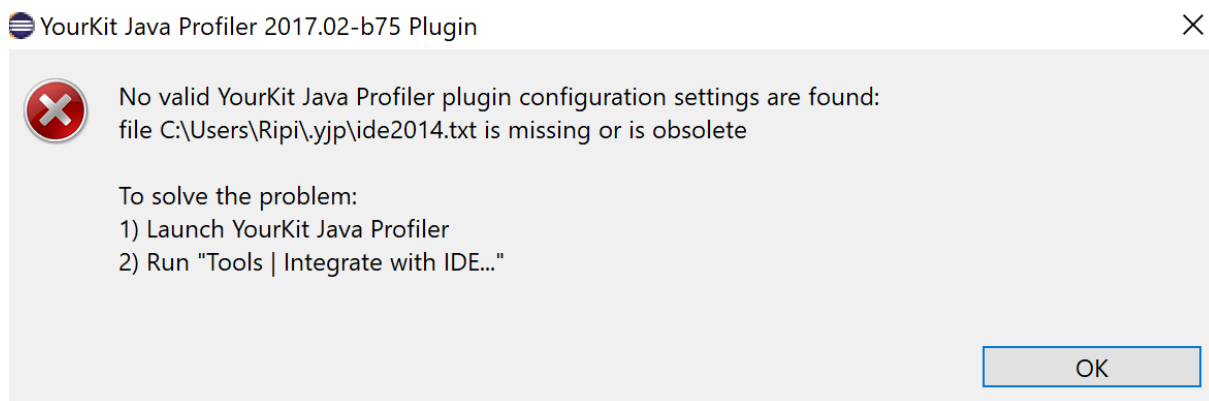 YourKit Java Profiler 2017.02-b75 Plugin
No valid YourKit Java Profiler plugin configuration settings are found:
file C:\Users\Ripi\.yjp\ide2014.txt is missing or is obsolete
To solve the problem:
1) Launch YourKit Java Profiler
2) Run "Tools | Integrate with IDE..."
OK